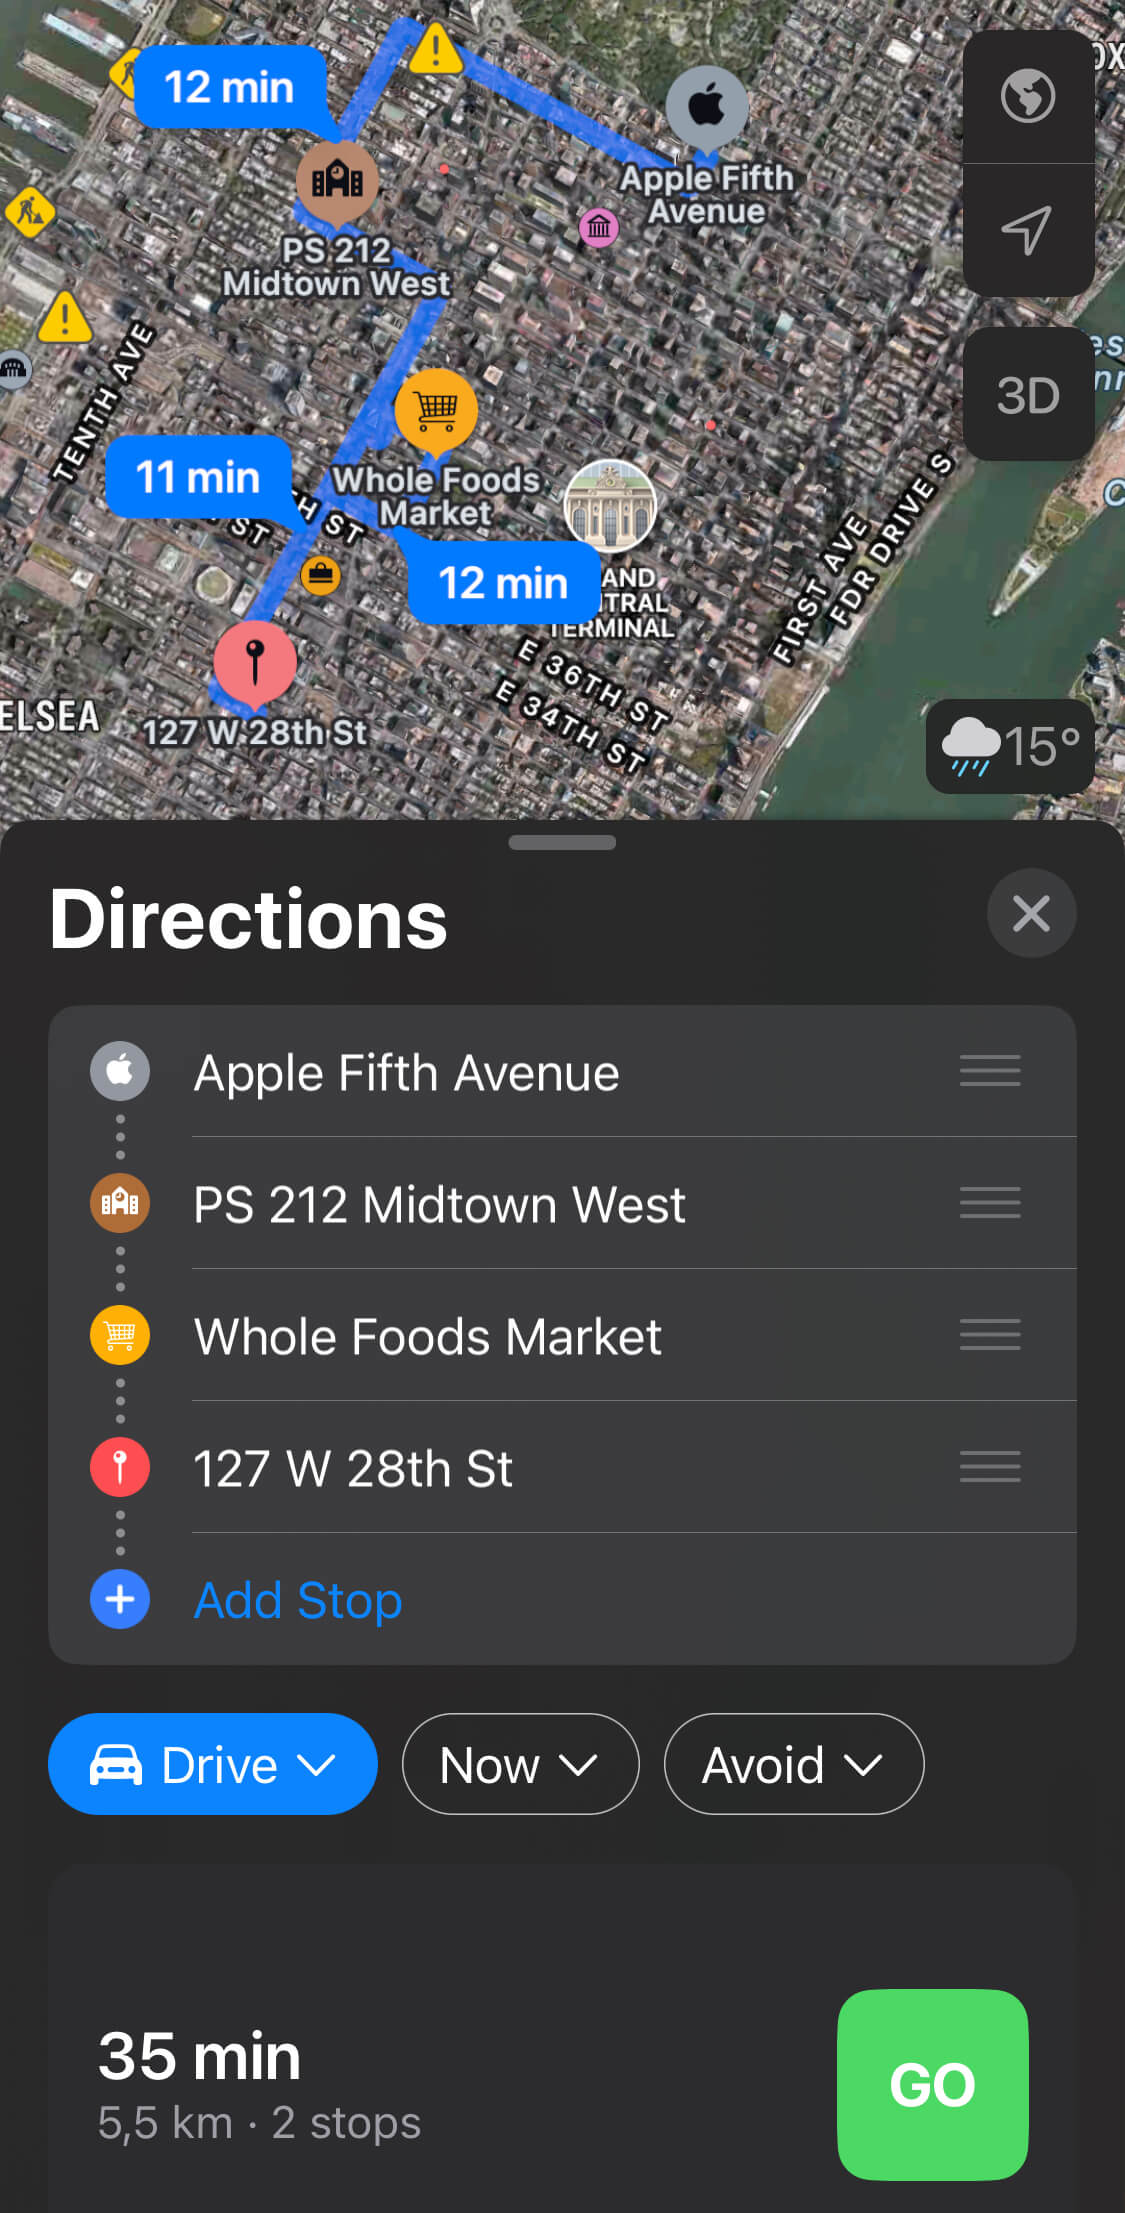 12 min
Apple Fifth
Avenue
PS 212
Midtown West
3D
TENTH AVE
11 min
H ST
ST
Whole Foods
Market
12 min
AND
TRAL
TERMINAL
FIRST AVE
FDR DRIVE S
E 36TH ST
E 34TH ST
ELSEA
127 W 28th St
15°
Directions
Apple Fifth Avenue
PS 212 Midtown West
Whole Foods Market
127 W 28th St
Add Stop
Drive
Now
Avoid
35 min
5,5 km · 2 stops
GO